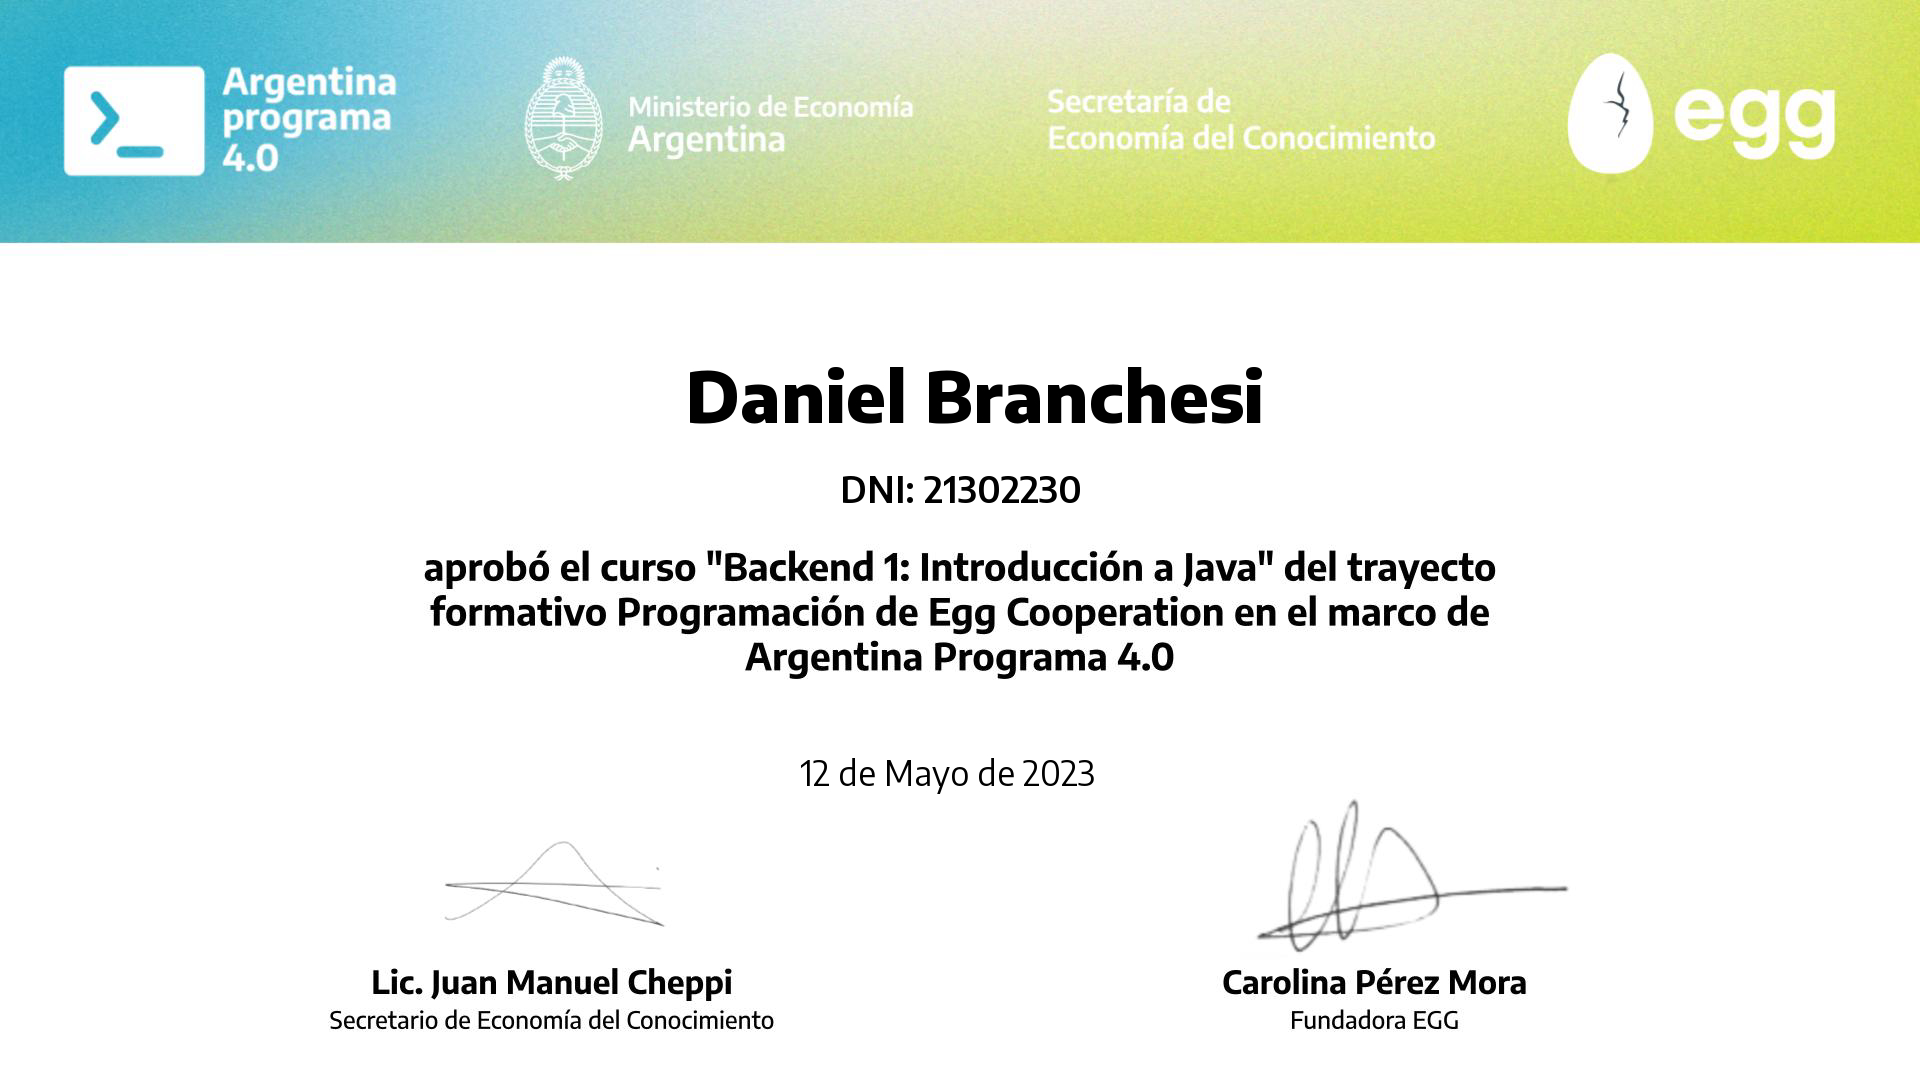 Argentina
programa
4.0
Ministerio de Economía
Argentina
Secretaría de
Economía del Conocimiento
egg
Daniel Branchesi
DNI: 21302230
aprobó el curso "Backend 1: Introducción a Java" del trayecto
formativo Programación de Egg Cooperation en el marco de
Argentina Programa 4.0
12 de Mayo de 2023
Lic. Juan Manuel Cheppi
Secretario de Economía del Conocimiento
Carolina Pérez Mora
Fundadora EGG